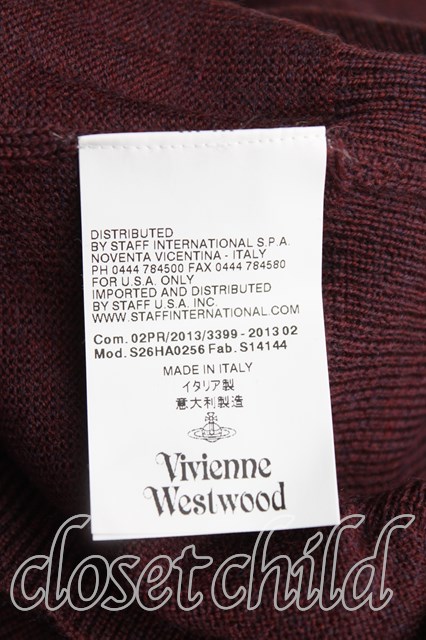 DISTRIBUTED
BY STAFF INTERNATIONAL S.P.A.
NOVENTA VICENTINA - ITALY
PH 0444 784500 FAX 0444 784580
FOR U.S.A. ONLY
IMPORTED AND DISTRIBUTED
BY STAFF U.S.A. INC.
WWW.STAFFINTERNATIONAL.COM
Com. 02PR/2013/3399 - 2013 02
Mod. S26HA0256 Fab. S14144
MADE IN ITALY
イタリア製
意大利製造
Vivienne
Westwood
closet child